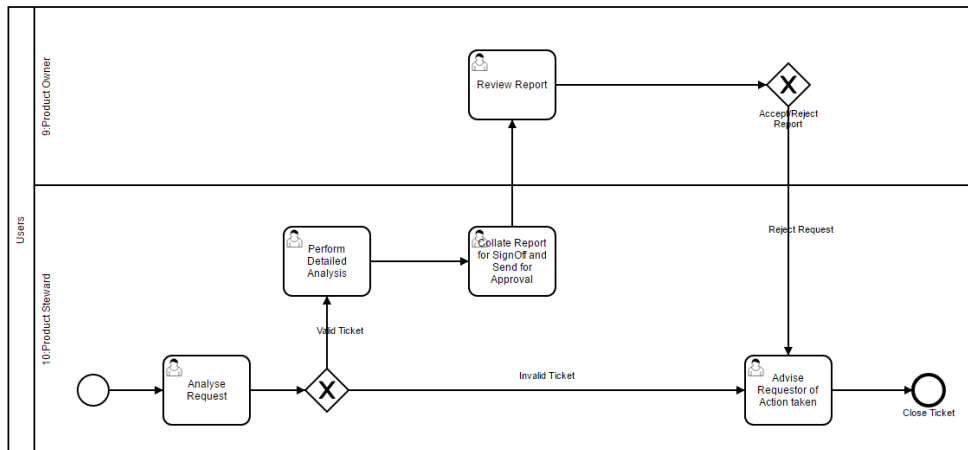 Users
9:Product Owner
Review Report
Accept/Reject
Report
10:Product Steward
Reject Request
Perform
Detailed
Analysis
Collate Report
for SignOff and
Send for
Approval
Valid Ticket
Analyse
Request
Invalid Ticket
Advise
Requestor of
Action taken
Close Ticket